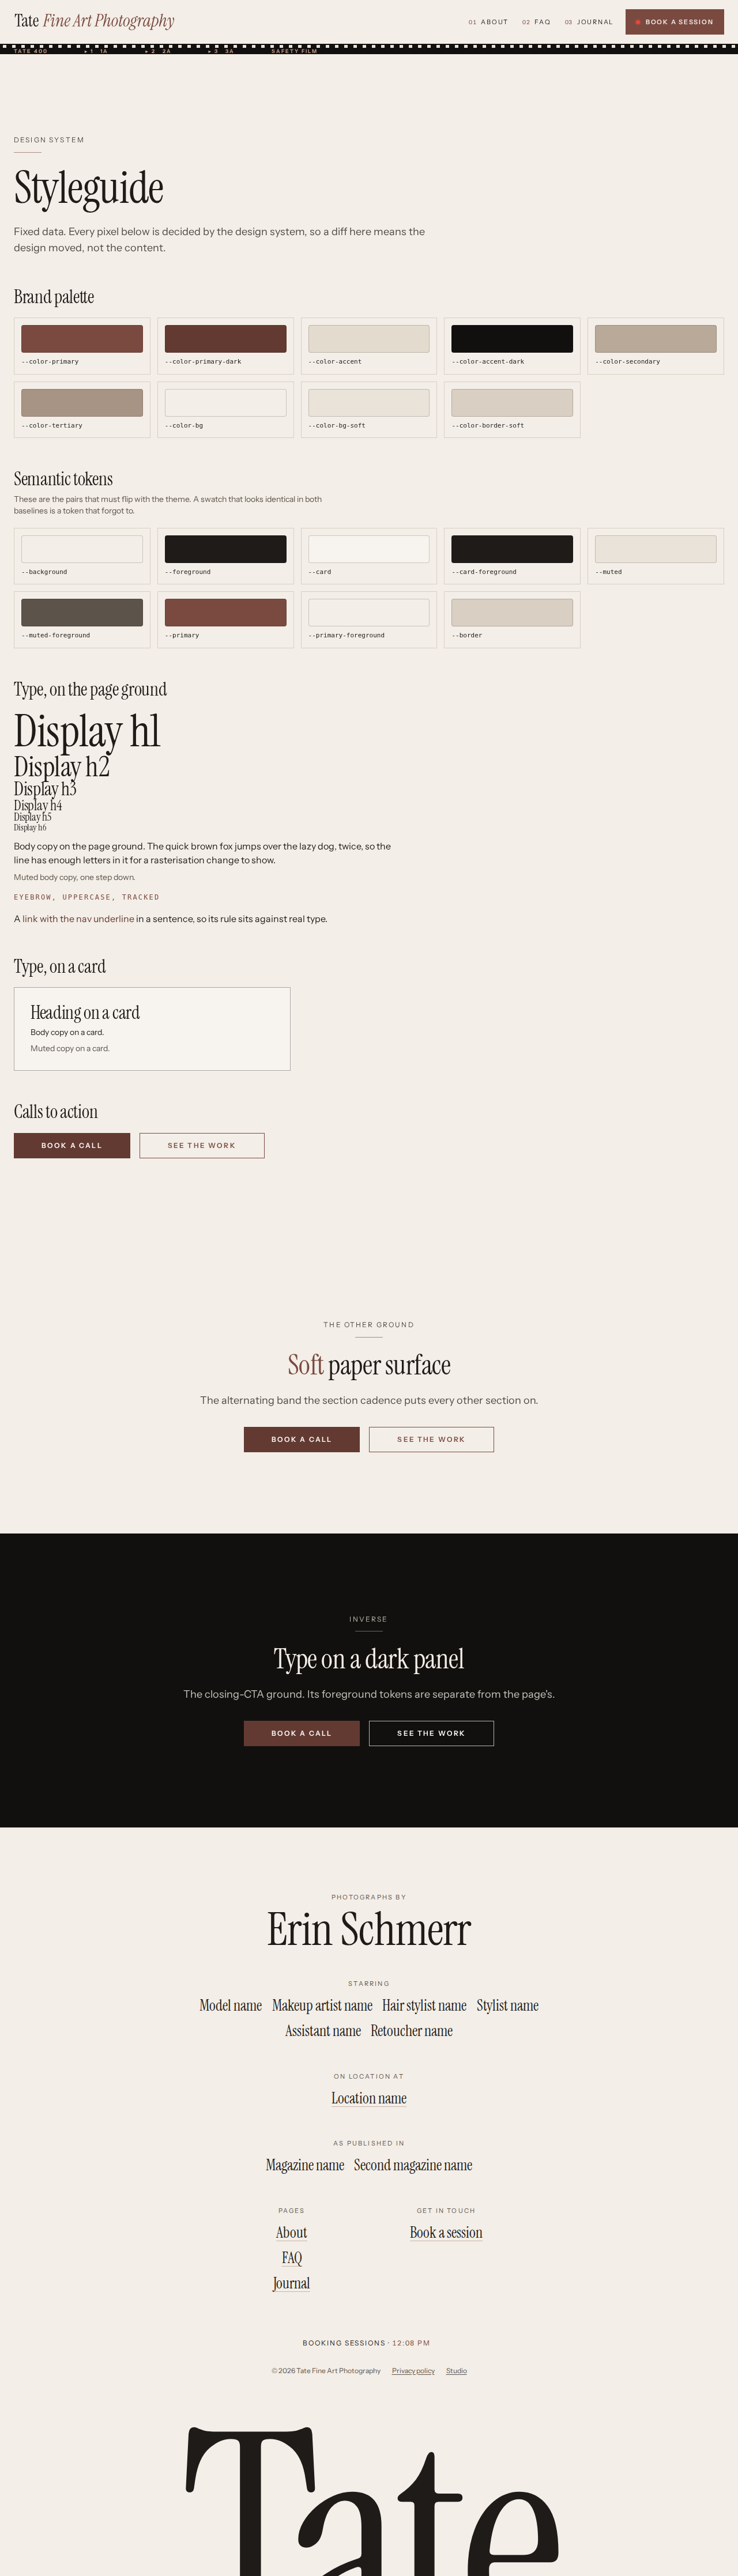 Tate Fine Art Photography
01 ABOUT
02 FAQ
03 JOURNAL
BOOK A SESSION
TATE 400 ▸ 1 1A ▸ 2 2A ▸ 3 3A SAFETY FILM
DESIGN SYSTEM
Styleguide
Fixed data. Every pixel below is decided by the design system, so a diff here means the
design moved, not the content.
Brand palette
--color-primary
--color-primary-dark
--color-accent
--color-accent-dark
--color-secondary
--color-tertiary
--color-bg
--color-bg-soft
--color-border-soft
Semantic tokens
These are the pairs that must flip with the theme. A swatch that looks identical in both
baselines is a token that forgot to.
--background
--foreground
--card
--card-foreground
--muted
--muted-foreground
--primary
--primary-foreground
--border
Type, on the page ground
Display h1
Display h2
Display h3
Display h4
Display h5
Display h6
Body copy on the page ground. The quick brown fox jumps over the lazy dog, twice, so the
line has enough letters in it for a rasterisation change to show.
Muted body copy, one step down.
EYEBROW, UPPERCASE, TRACKED
A link with the nav underline in a sentence, so its rule sits against real type.
Type, on a card
Heading on a card
Body copy on a card.
Muted copy on a card.
Calls to action
BOOK A CALL
SEE THE WORK
THE OTHER GROUND
Soft paper surface
The alternating band the section cadence puts every other section on.
BOOK A CALL
SEE THE WORK
INVERSE
Type on a dark panel
The closing-CTA ground. Its foreground tokens are separate from the page's.
BOOK A CALL
SEE THE WORK
PHOTOGRAPHS BY
Erin Schmerr
STARRING
Model name Makeup artist name Hair stylist name Stylist name
Assistant name Retoucher name
ON LOCATION AT
Location name
AS PUBLISHED IN
Magazine name Second magazine name
PAGES
About
FAQ
Journal
GET IN TOUCH
Book a session
BOOKING SESSIONS · 12:08 PM
© 2026 Tate Fine Art Photography Privacy policy Studio
Tate